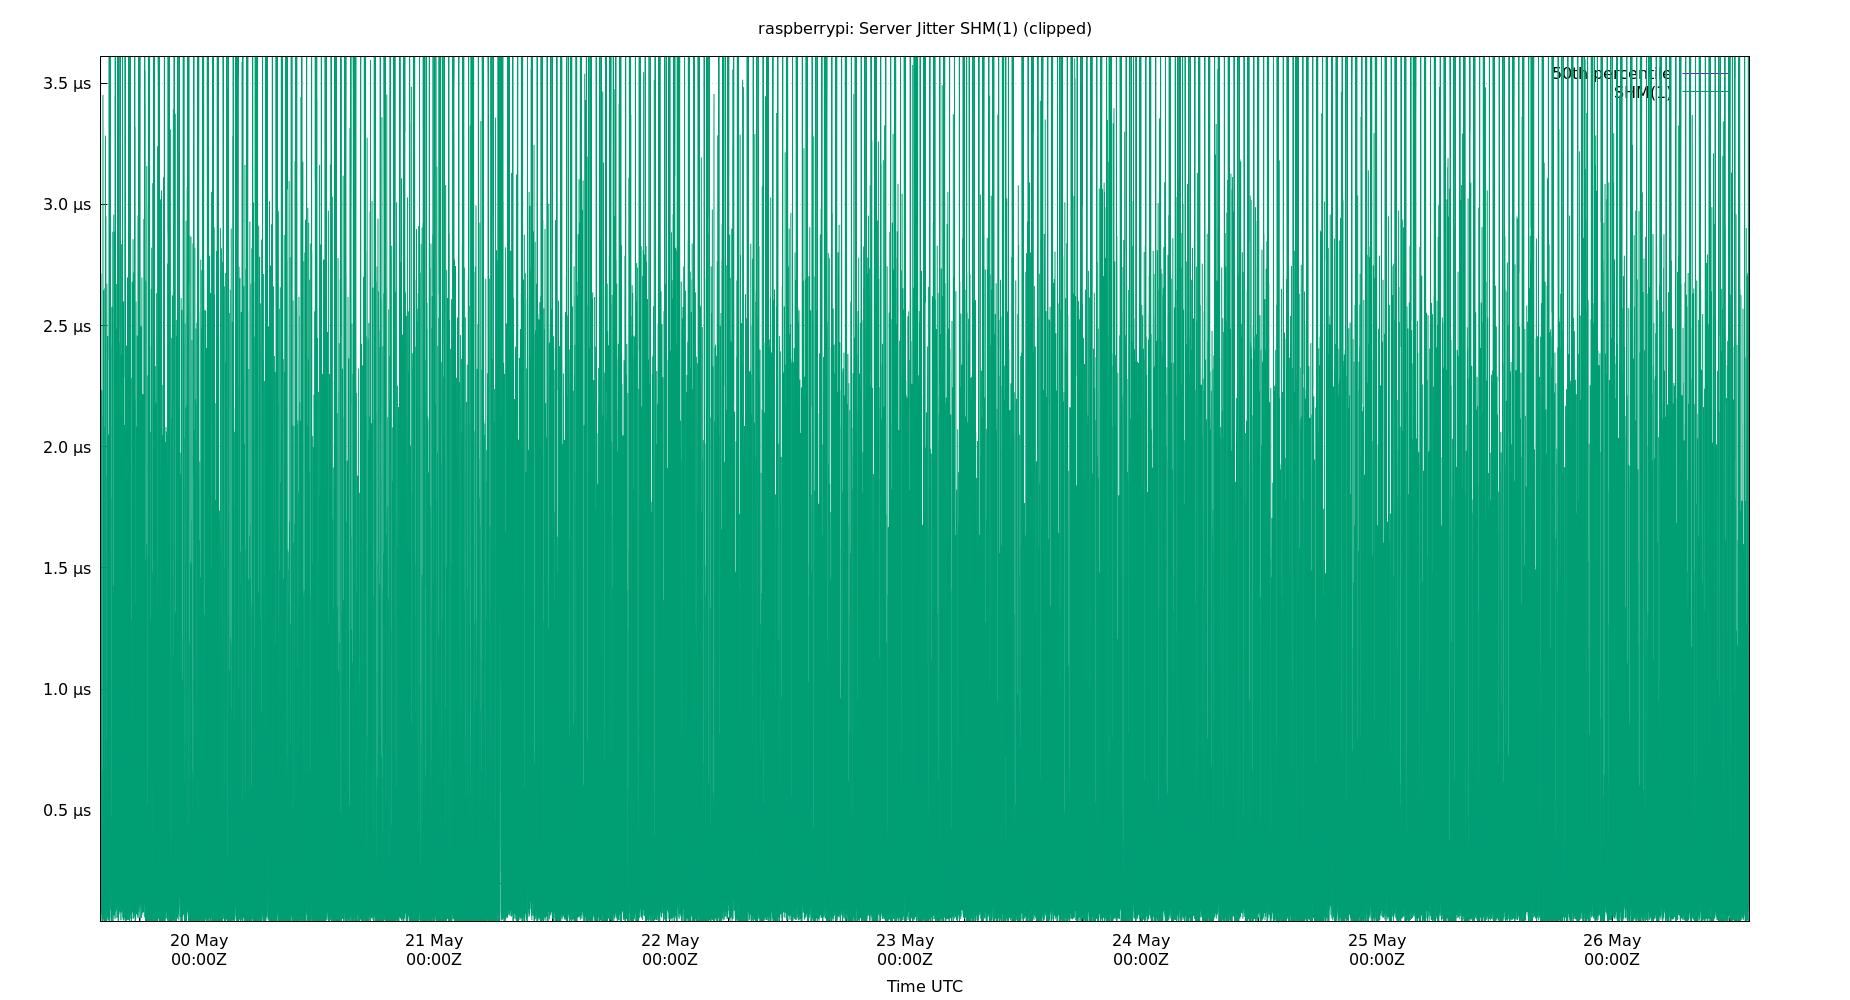 raspberrypi: Server Jitter SHM(1) (clipped)
50th percentile
SHM(1)
3.5 µs
3.0 µs
2.5 µs
2.0 µs
1.5 µs
1.0 µs
0.5 µs
20 May
00:00Z
21 May
00:00Z
22 May
00:00Z
23 May
00:00Z
24 May
00:00Z
25 May
00:00Z
26 May
00:00Z
Time UTC